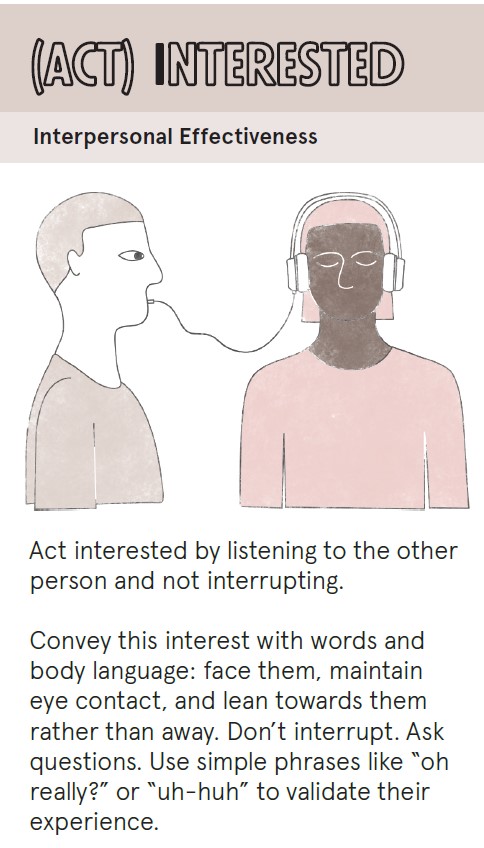 (ACT) INTERESTED
Interpersonal Effectiveness
Act interested by listening to the other
person and not interrupting.
Convey this interest with words and
body language: face them, maintain
eye contact, and lean towards them
rather than away. Don’t interrupt. Ask
questions. Use simple phrases like “oh
really?” or “uh-huh” to validate their
experience.